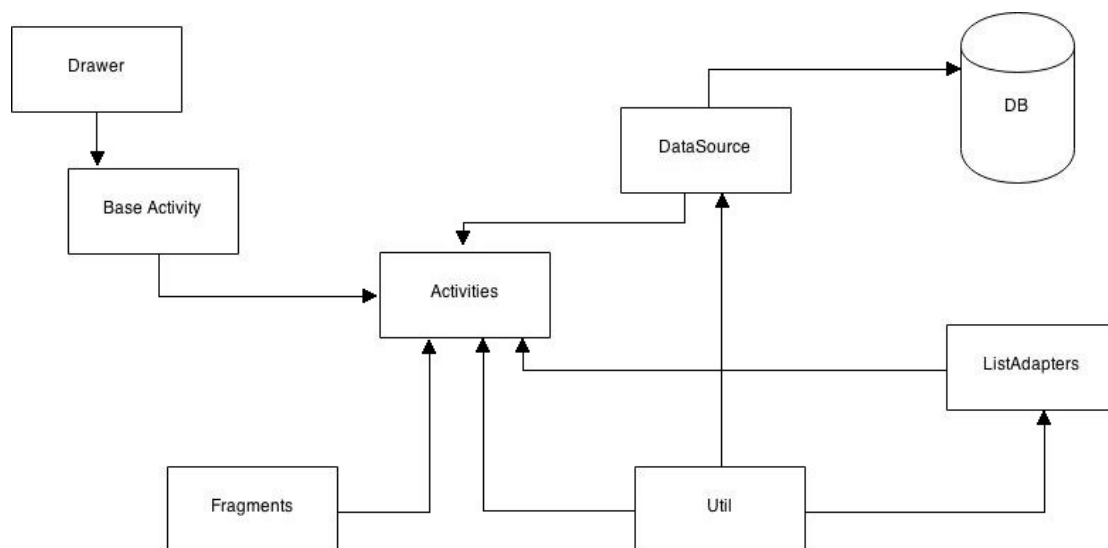 Drawer
DB
DataSource
Base Activity
Activities
ListAdapters
Fragments
Util